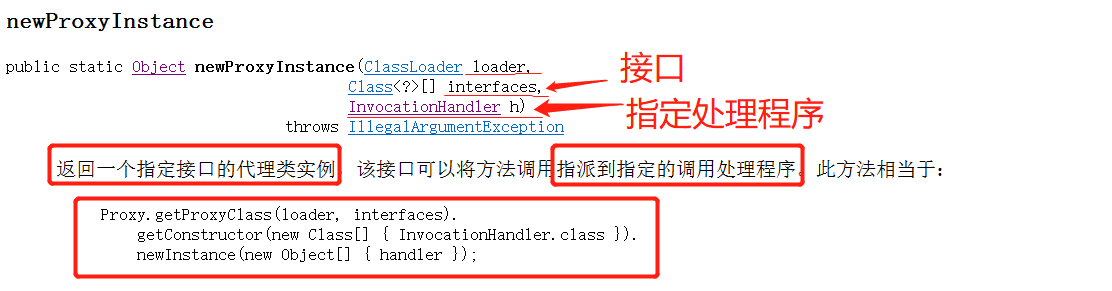 newProxyInstance
public static Object newProxyInstance(ClassLoader loader,
Class<?>[] interfaces,
接口
InvocationHandler h)
指定处理程序
throws IllegalArgumentException
返回一个指定接口的代理类实例，该接口可以将方法调用指派到指定的调用处理程序。此方法相当于：
Proxy.getProxyClass(loader, interfaces).
getConstructor(new Class[] { InvocationHandler.class }).
newInstance(new Object[] { handler });